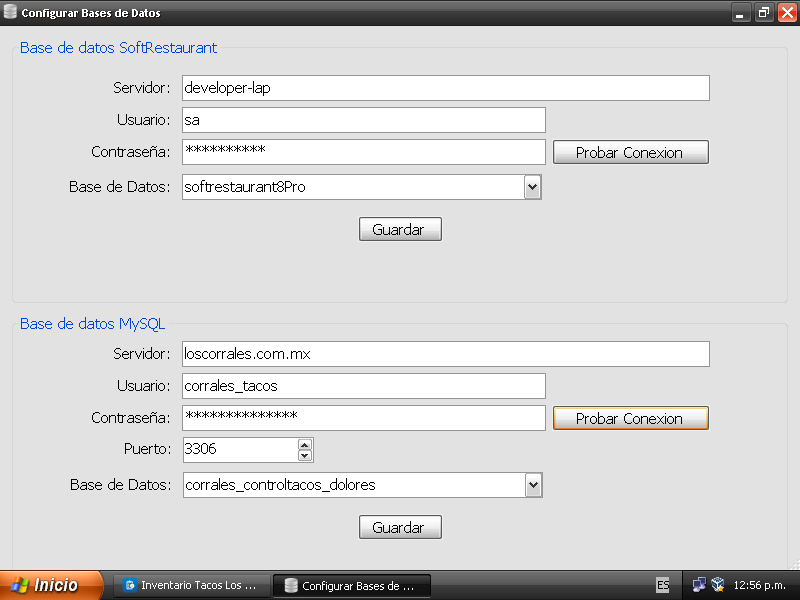 Configurar Bases de Datos
Base de datos SoftRestaurant
Servidor: developer-lap
Usuario: sa
Contraseña: **********
Probar Conexion
Base de Datos: softrestaurant8Pro
Guardar
Base de datos MySQL
Servidor: loscorrales.com.mx
Usuario: corrales_tacos
Contraseña: **************
Probar Conexion
Puerto: 3306
Base de Datos: corrales_controltacos_dolores
Guardar
Inicio
Inventario Tacos Los ...
Configurar Bases de ...
ES
12:56 p.m.